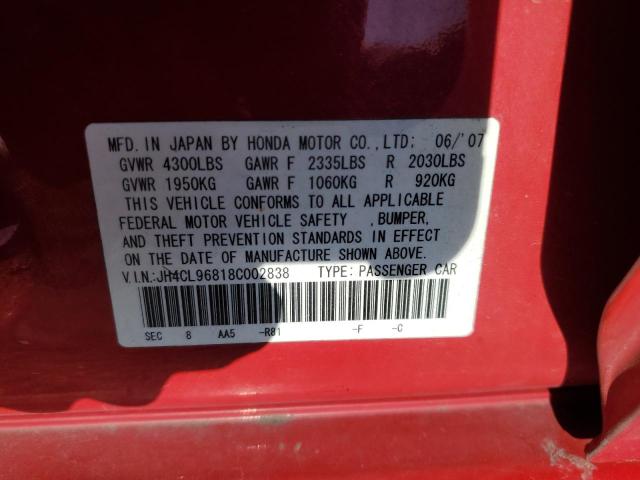 MFD. IN JAPAN BY HONDA MOTOR CO.,LTD: 06/'07
GVWR 4300LBS GAWR F 2335LBS R 2030LBS
GVWR 1950KG GAWR F 1060KG R 920KG
THIS VEHICLE CONFORMS TO ALL APPLICABLE
FEDERAL MOTOR VEHICLE SAFETY ,BUMPER,
AND THEFT PREVENTION STANDARDS IN EFFECT
ON THE DATE OF MANUFACTURE SHOWN ABOVE.
V.I.N:JH4CL96818C002838 TYPE: PASSENGER CAR
SEC 8 AA5 -R81 -F -C